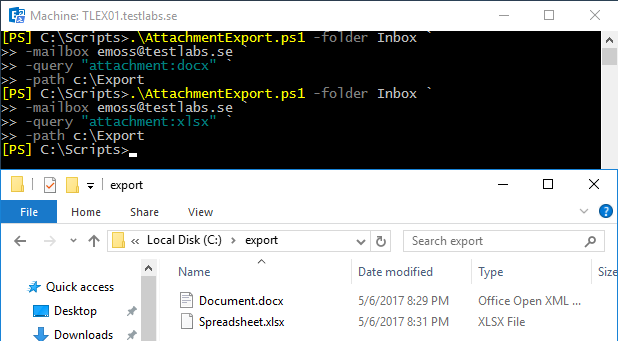 Machine: TLEX01.testlabs.se
[PS] C:\Scripts>.\AttachmentExport.ps1 -folder Inbox `
>> -mailbox emoss@testlabs.se `
>> -query "attachment:docx" `
>> -path c:\Export
[PS] C:\Scripts>.\AttachmentExport.ps1 -folder Inbox `
>> -mailbox emoss@testlabs.se `
>> -query "attachment:xlsx" `
>> -path c:\Export
[PS] C:\Scripts>
export
File Home Share View
Local Disk (C:) export Search export
Name Date modified Type Size
Quick access
Desktop
Downloads
Document.docx 5/6/2017 8:29 PM Office Open XML ...
Spreadsheet.xlsx 5/6/2017 8:31 PM XLSX File